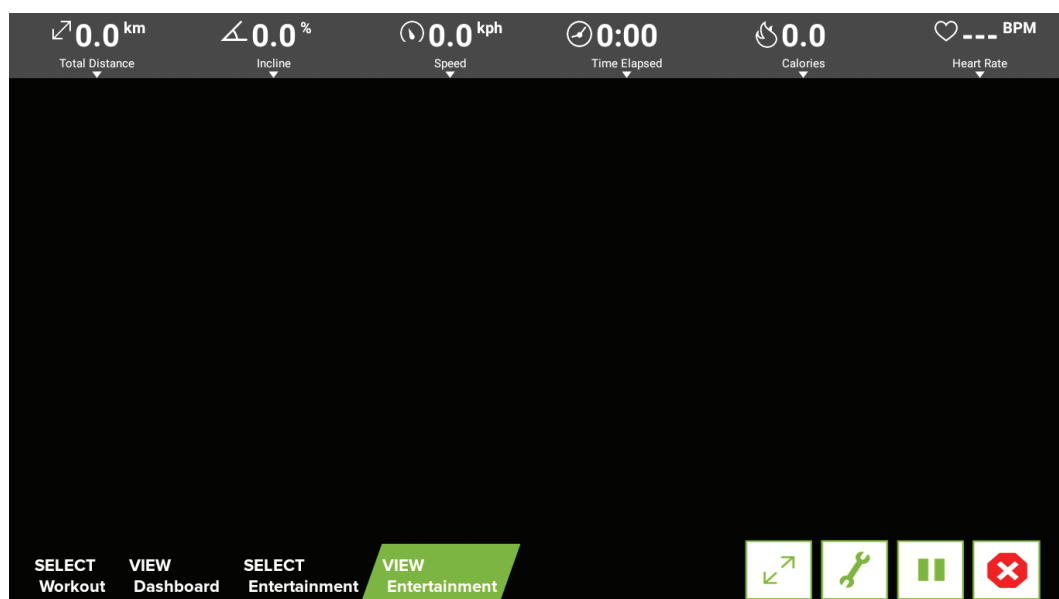 0.0 km
0.0 %
0.0 kph
0:00
0.0
--- BPM
Total Distance
Incline
Speed
Time Elapsed
Calories
Heart Rate
SELECT
Workout
VIEW
Dashboard
SELECT
Entertainment
VIEW
Entertainment